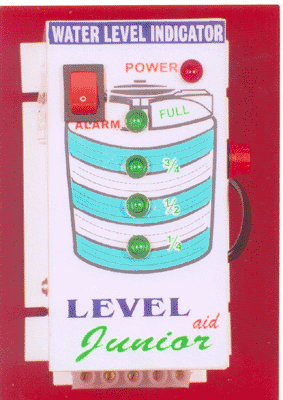 WATER LEVEL INDICATOR
POWER
ALARM
FULL
3/4
1/2
1/4
LEVEL
aid
Junior